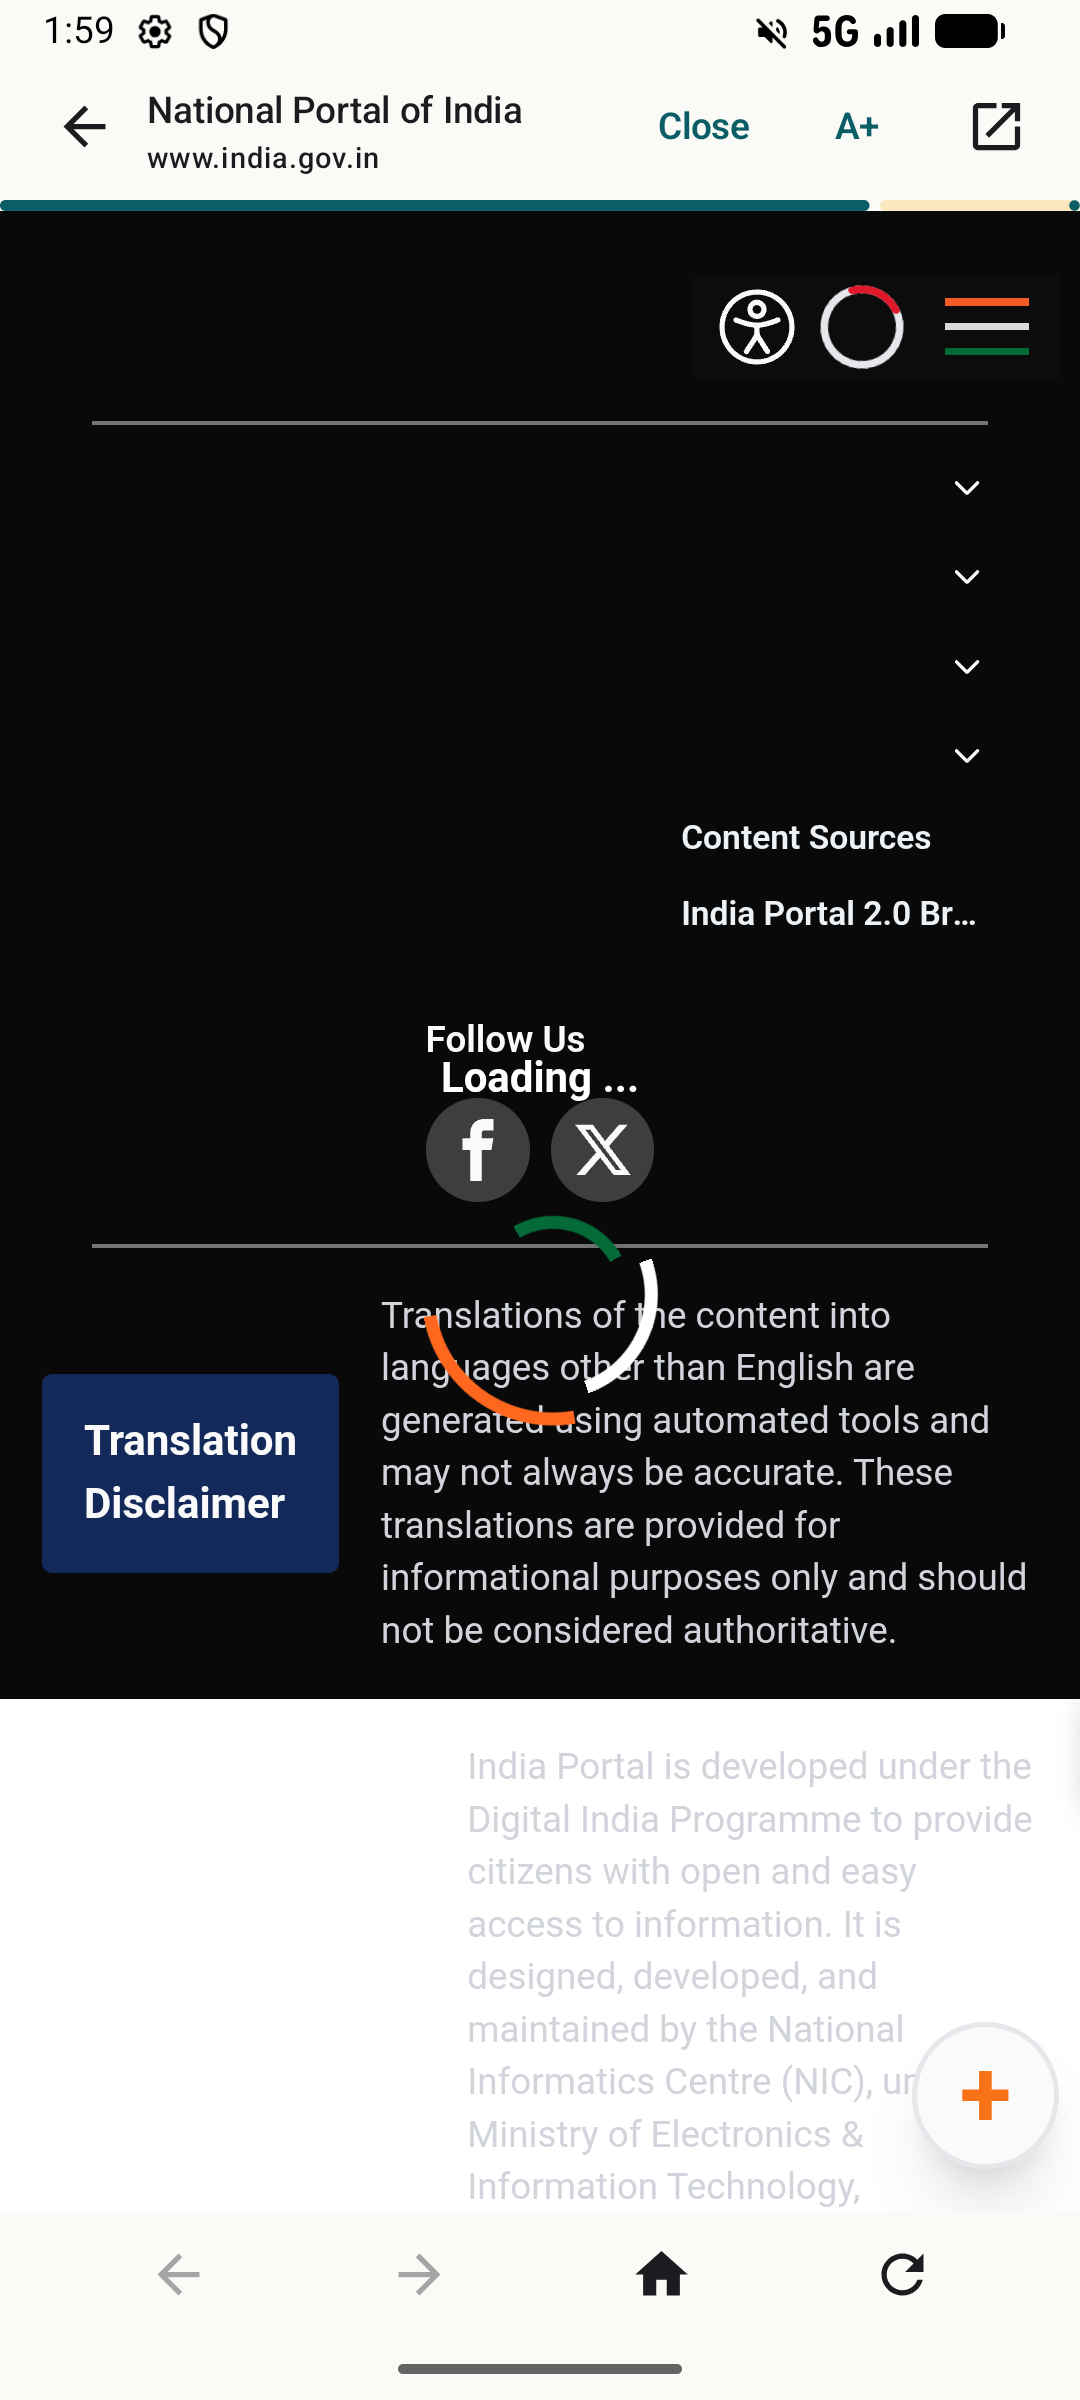 1:59
5G
National Portal of India
www.india.gov.in
Close
A+
Content Sources
India Portal 2.0 Br...
Follow Us
Loading ...
Translation
Disclaimer
Translations of the content into
languages other than English are
generated using automated tools and
may not always be accurate. These
translations are provided for
informational purposes only and should
not be considered authoritative.
India Portal is developed under the
Digital India Programme to provide
citizens with open and easy
access to information. It is
designed, developed, and
maintained by the National
Informatics Centre (NIC),
Ministry of Electronics &
Information Technology,